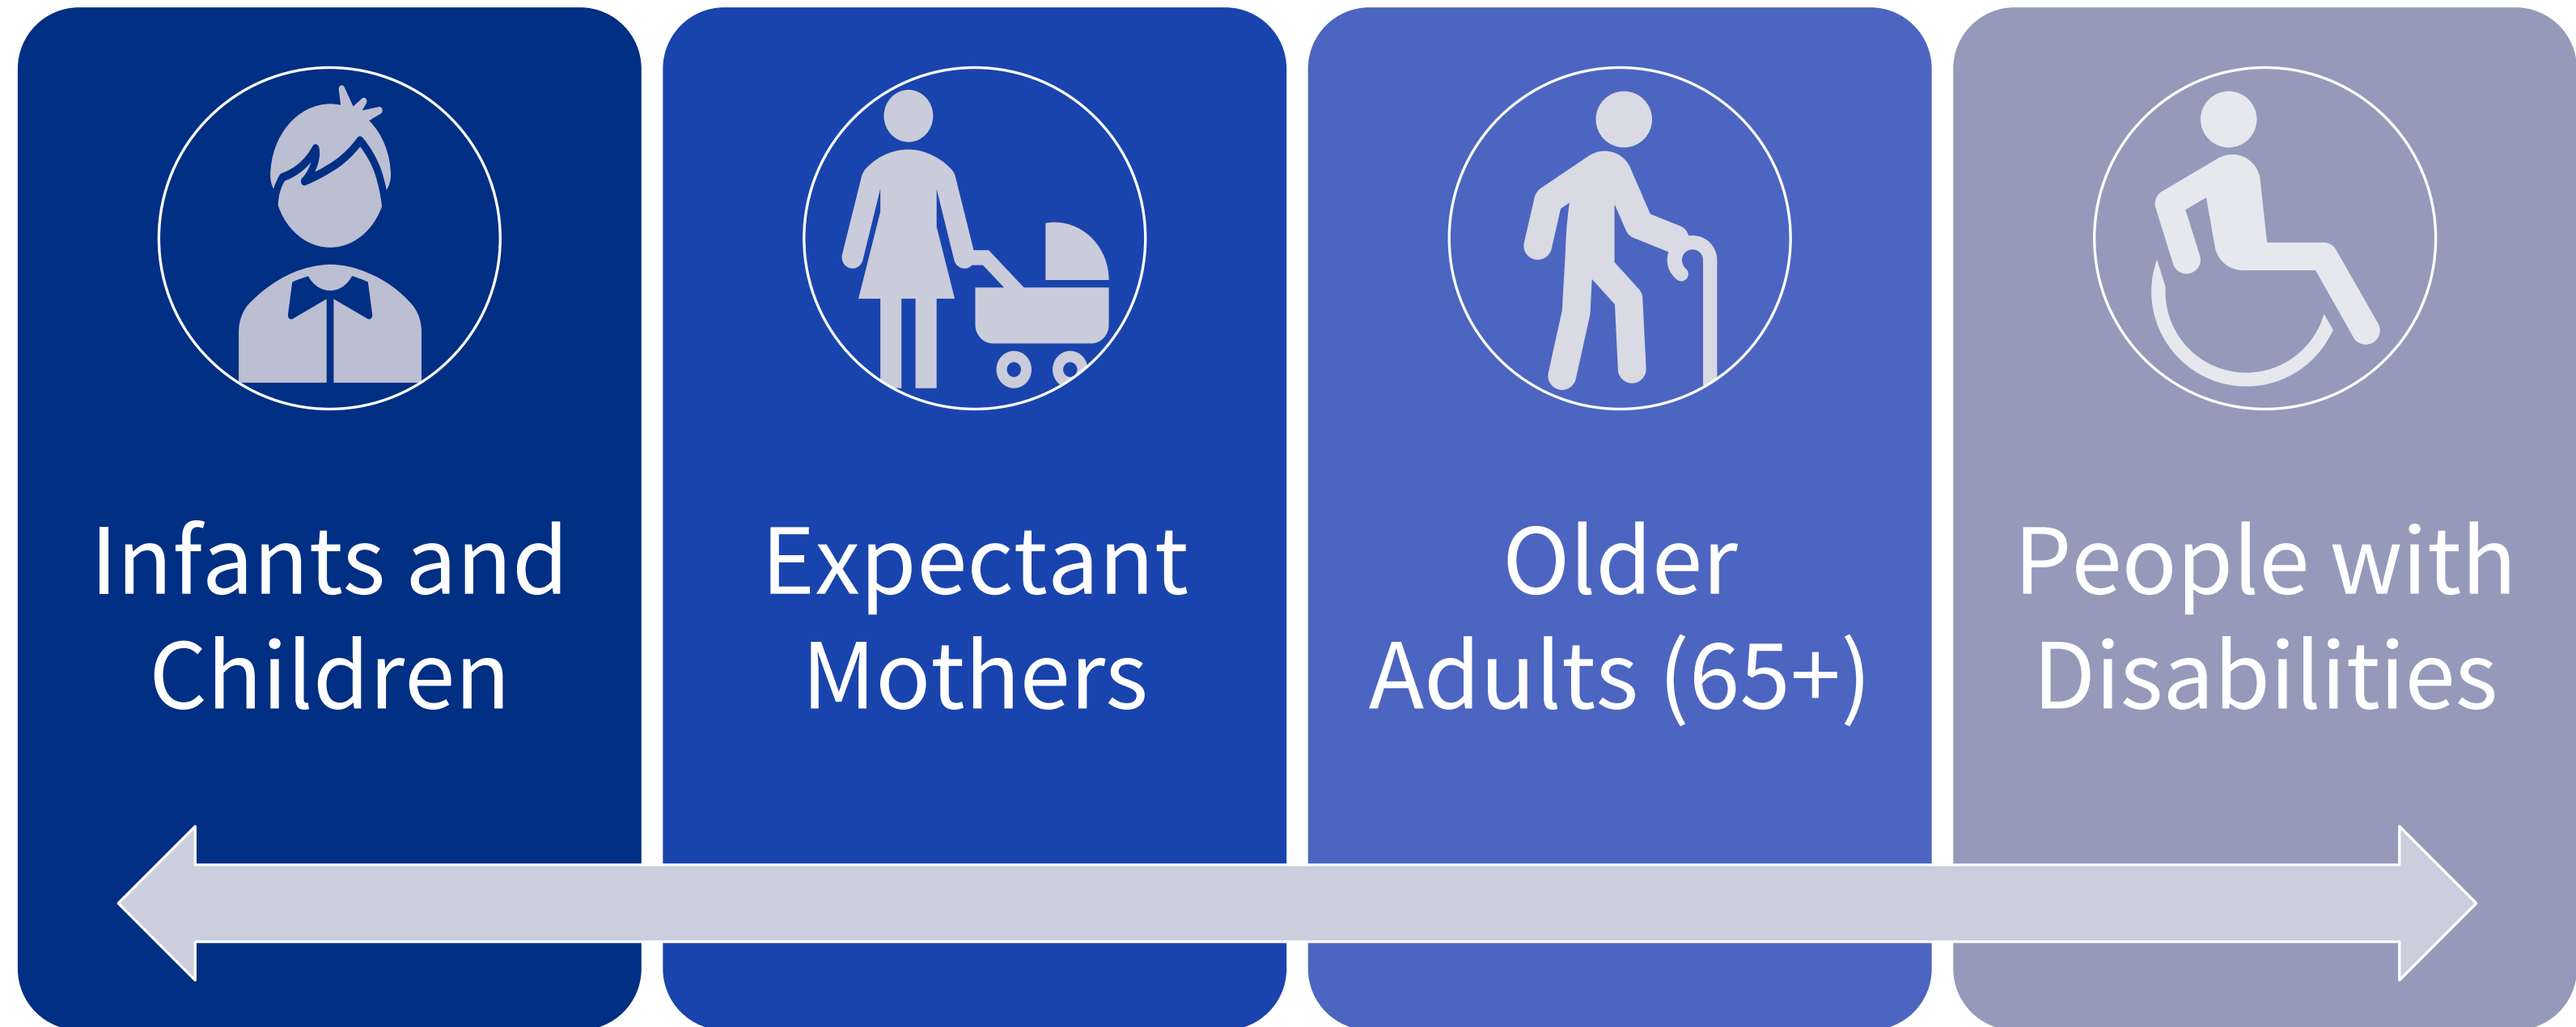 Infants and
Children
Expectant
Mothers
Older
Adults (65+)
People with
Disabilities